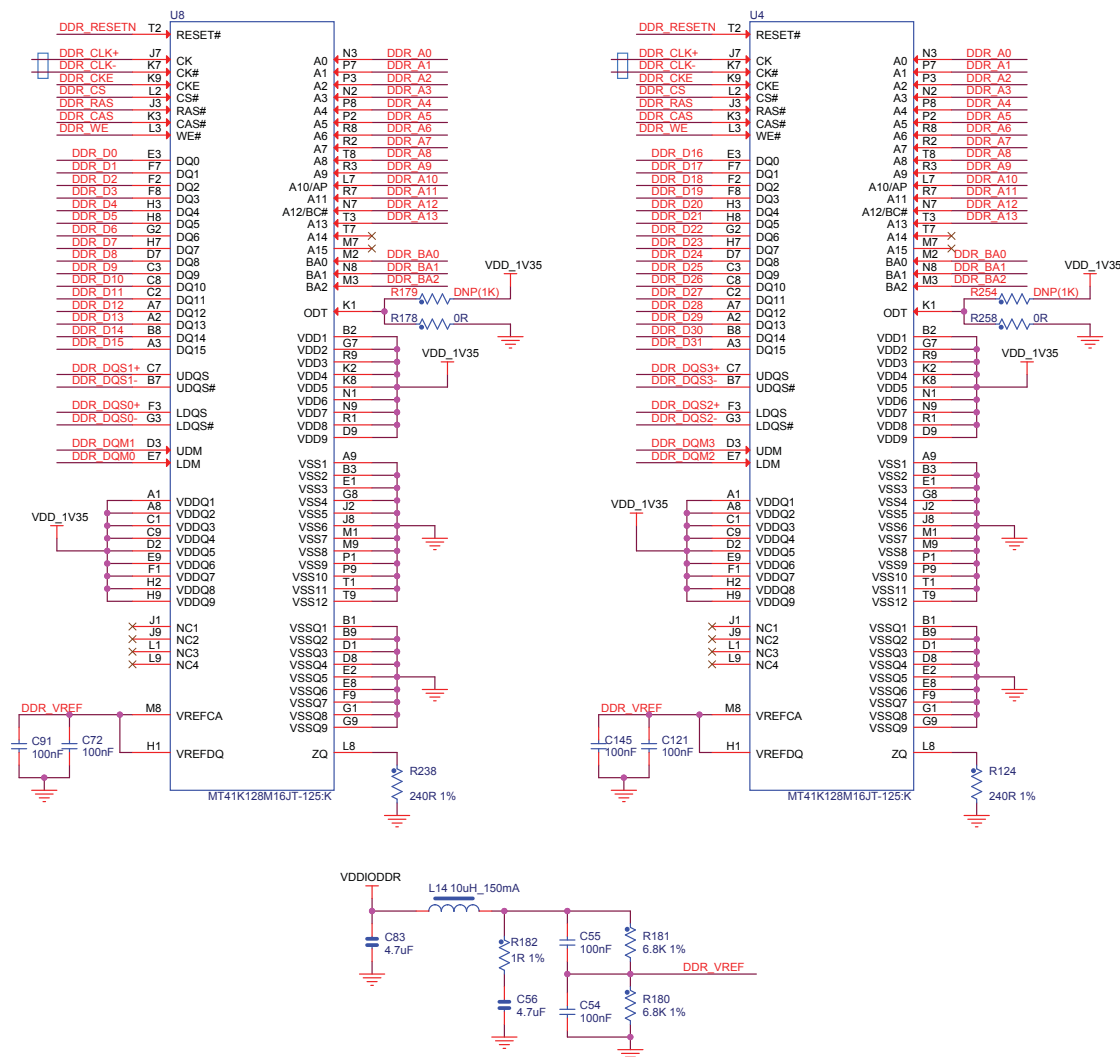 U8
DDR_RESETN T2 RESET#
DDR_CLK+ J7 CK
DDR_CLK- K7 CK#
DDR_CKE K9 CKE
DDR_CS L2 CS#
DDR_RAS J3 RAS#
DDR_CAS K3 CAS#
DDR_WE L3 WE#
DDR_D0 E3 DQ0
DDR_D1 F7 DQ1
DDR_D2 F2 DQ2
DDR_D3 F8 DQ3
DDR_D4 H3 DQ4
DDR_D5 H8 DQ5
DDR_D6 G2 DQ6
DDR_D7 H7 DQ7
DDR_D8 D7 DQ8
DDR_D9 C3 DQ9
DDR_D10 C8 DQ10
DDR_D11 C2 DQ11
DDR_D12 A7 DQ12
DDR_D13 A2 DQ13
DDR_D14 B8 DQ14
DDR_D15 A3 DQ15
DDR_DQS1+ C7 UDQS
DDR_DQS1- B7 UDQS#
DDR_DQS0+ F3 LDQS
DDR_DQS0- G3 LDQS#
DDR_DQM1 D3 UDM
DDR_DQM0 E7 LDM
VDD_1V35
A1 VDDQ1
A8 VDDQ2
C1 VDDQ3
C9 VDDQ4
D2 VDDQ5
E9 VDDQ6
F1 VDDQ7
H2 VDDQ8
H9 VDDQ9
J1 NC1
J9 NC2
L1 NC3
L9 NC4
DDR_VREF M8 VREFCA
C91 100nF
C72 100nF
H1 VREFDQ
A0 N3 DDR_A0
A1 P7 DDR_A1
A2 P3 DDR_A2
A3 N2 DDR_A3
A4 P8 DDR_A4
A5 P2 DDR_A5
A6 R8 DDR_A6
A7 R2 DDR_A7
A8 T8 DDR_A8
A9 R3 DDR_A9
A10/AP L7 DDR_A10
A11 R7 DDR_A11
A12/BC# N7 DDR_A12
A13 T3 DDR_A13
A14 T7
A15 M7
BA0 M2 DDR_BA0
BA1 N8 DDR_BA1
BA2 M3 DDR_BA2
VDD_1V35
R179 DNP(1K)
ODT K1
R178 0R
VDD1 B2
VDD2 G7
VDD3 R9
VDD4 K2
VDD5 K8
VDD6 N1
VDD7 N9
VDD8 R1
VDD9 D9
VDD_1V35
VSS1 A9
VSS2 B3
VSS3 E1
VSS4 G8
VSS5 J2
VSS6 J8
VSS7 M1
VSS8 M9
VSS9 P1
VSS10 P9
VSS11 T1
VSS12 T9
VSSQ1 B1
VSSQ2 B9
VSSQ3 D1
VSSQ4 D8
VSSQ5 E2
VSSQ6 E8
VSSQ7 F9
VSSQ8 G1
VSSQ9 G9
ZQ L8
R238
240R 1%
MT41K128M16JT-125:K
U4
DDR_RESETN T2 RESET#
DDR_CLK+ J7 CK
DDR_CLK- K7 CK#
DDR_CKE K9 CKE
DDR_CS L2 CS#
DDR_RAS J3 RAS#
DDR_CAS K3 CAS#
DDR_WE L3 WE#
DDR_D16 E3 DQ0
DDR_D17 F7 DQ1
DDR_D18 F2 DQ2
DDR_D19 F8 DQ3
DDR_D20 H3 DQ4
DDR_D21 H8 DQ5
DDR_D22 G2 DQ6
DDR_D23 H7 DQ7
DDR_D24 D7 DQ8
DDR_D25 C3 DQ9
DDR_D26 C8 DQ10
DDR_D27 C2 DQ11
DDR_D28 A7 DQ12
DDR_D29 A2 DQ13
DDR_D30 B8 DQ14
DDR_D31 A3 DQ15
DDR_DQS3+ C7 UDQS
DDR_DQS3- B7 UDQS#
DDR_DQS2+ F3 LDQS
DDR_DQS2- G3 LDQS#
DDR_DQM3 D3 UDM
DDR_DQM2 E7 LDM
VDD_1V35
A1 VDDQ1
A8 VDDQ2
C1 VDDQ3
C9 VDDQ4
D2 VDDQ5
E9 VDDQ6
F1 VDDQ7
H2 VDDQ8
H9 VDDQ9
J1 NC1
J9 NC2
L1 NC3
L9 NC4
DDR_VREF M8 VREFCA
C145 100nF
C121 100nF
H1 VREFDQ
A0 N3 DDR_A0
A1 P7 DDR_A1
A2 P3 DDR_A2
A3 N2 DDR_A3
A4 P8 DDR_A4
A5 P2 DDR_A5
A6 R8 DDR_A6
A7 R2 DDR_A7
A8 T8 DDR_A8
A9 R3 DDR_A9
A10/AP L7 DDR_A10
A11 R7 DDR_A11
A12/BC# N7 DDR_A12
A13 T3 DDR_A13
A14 T7
A15 M7
BA0 M2 DDR_BA0
BA1 N8 DDR_BA1
BA2 M3 DDR_BA2
VDD_1V35
R254 DNP(1K)
ODT K1
R258 0R
VDD1 B2
VDD2 G7
VDD3 R9
VDD4 K2
VDD5 K8
VDD6 N1
VDD7 N9
VDD8 R1
VDD9 D9
VDD_1V35
VSS1 A9
VSS2 B3
VSS3 E1
VSS4 G8
VSS5 J2
VSS6 J8
VSS7 M1
VSS8 M9
VSS9 P1
VSS10 P9
VSS11 T1
VSS12 T9
VSSQ1 B1
VSSQ2 B9
VSSQ3 D1
VSSQ4 D8
VSSQ5 E2
VSSQ6 E8
VSSQ7 F9
VSSQ8 G1
VSSQ9 G9
ZQ L8
R124
240R 1%
MT41K128M16JT-125:K
VDDIODDR
L14 10uH_150mA
C83
4.7uF
R182
1R 1%
C56
4.7uF
C55
100nF
R181
6.8K 1%
DDR_VREF
C54
100nF
R180
6.8K 1%